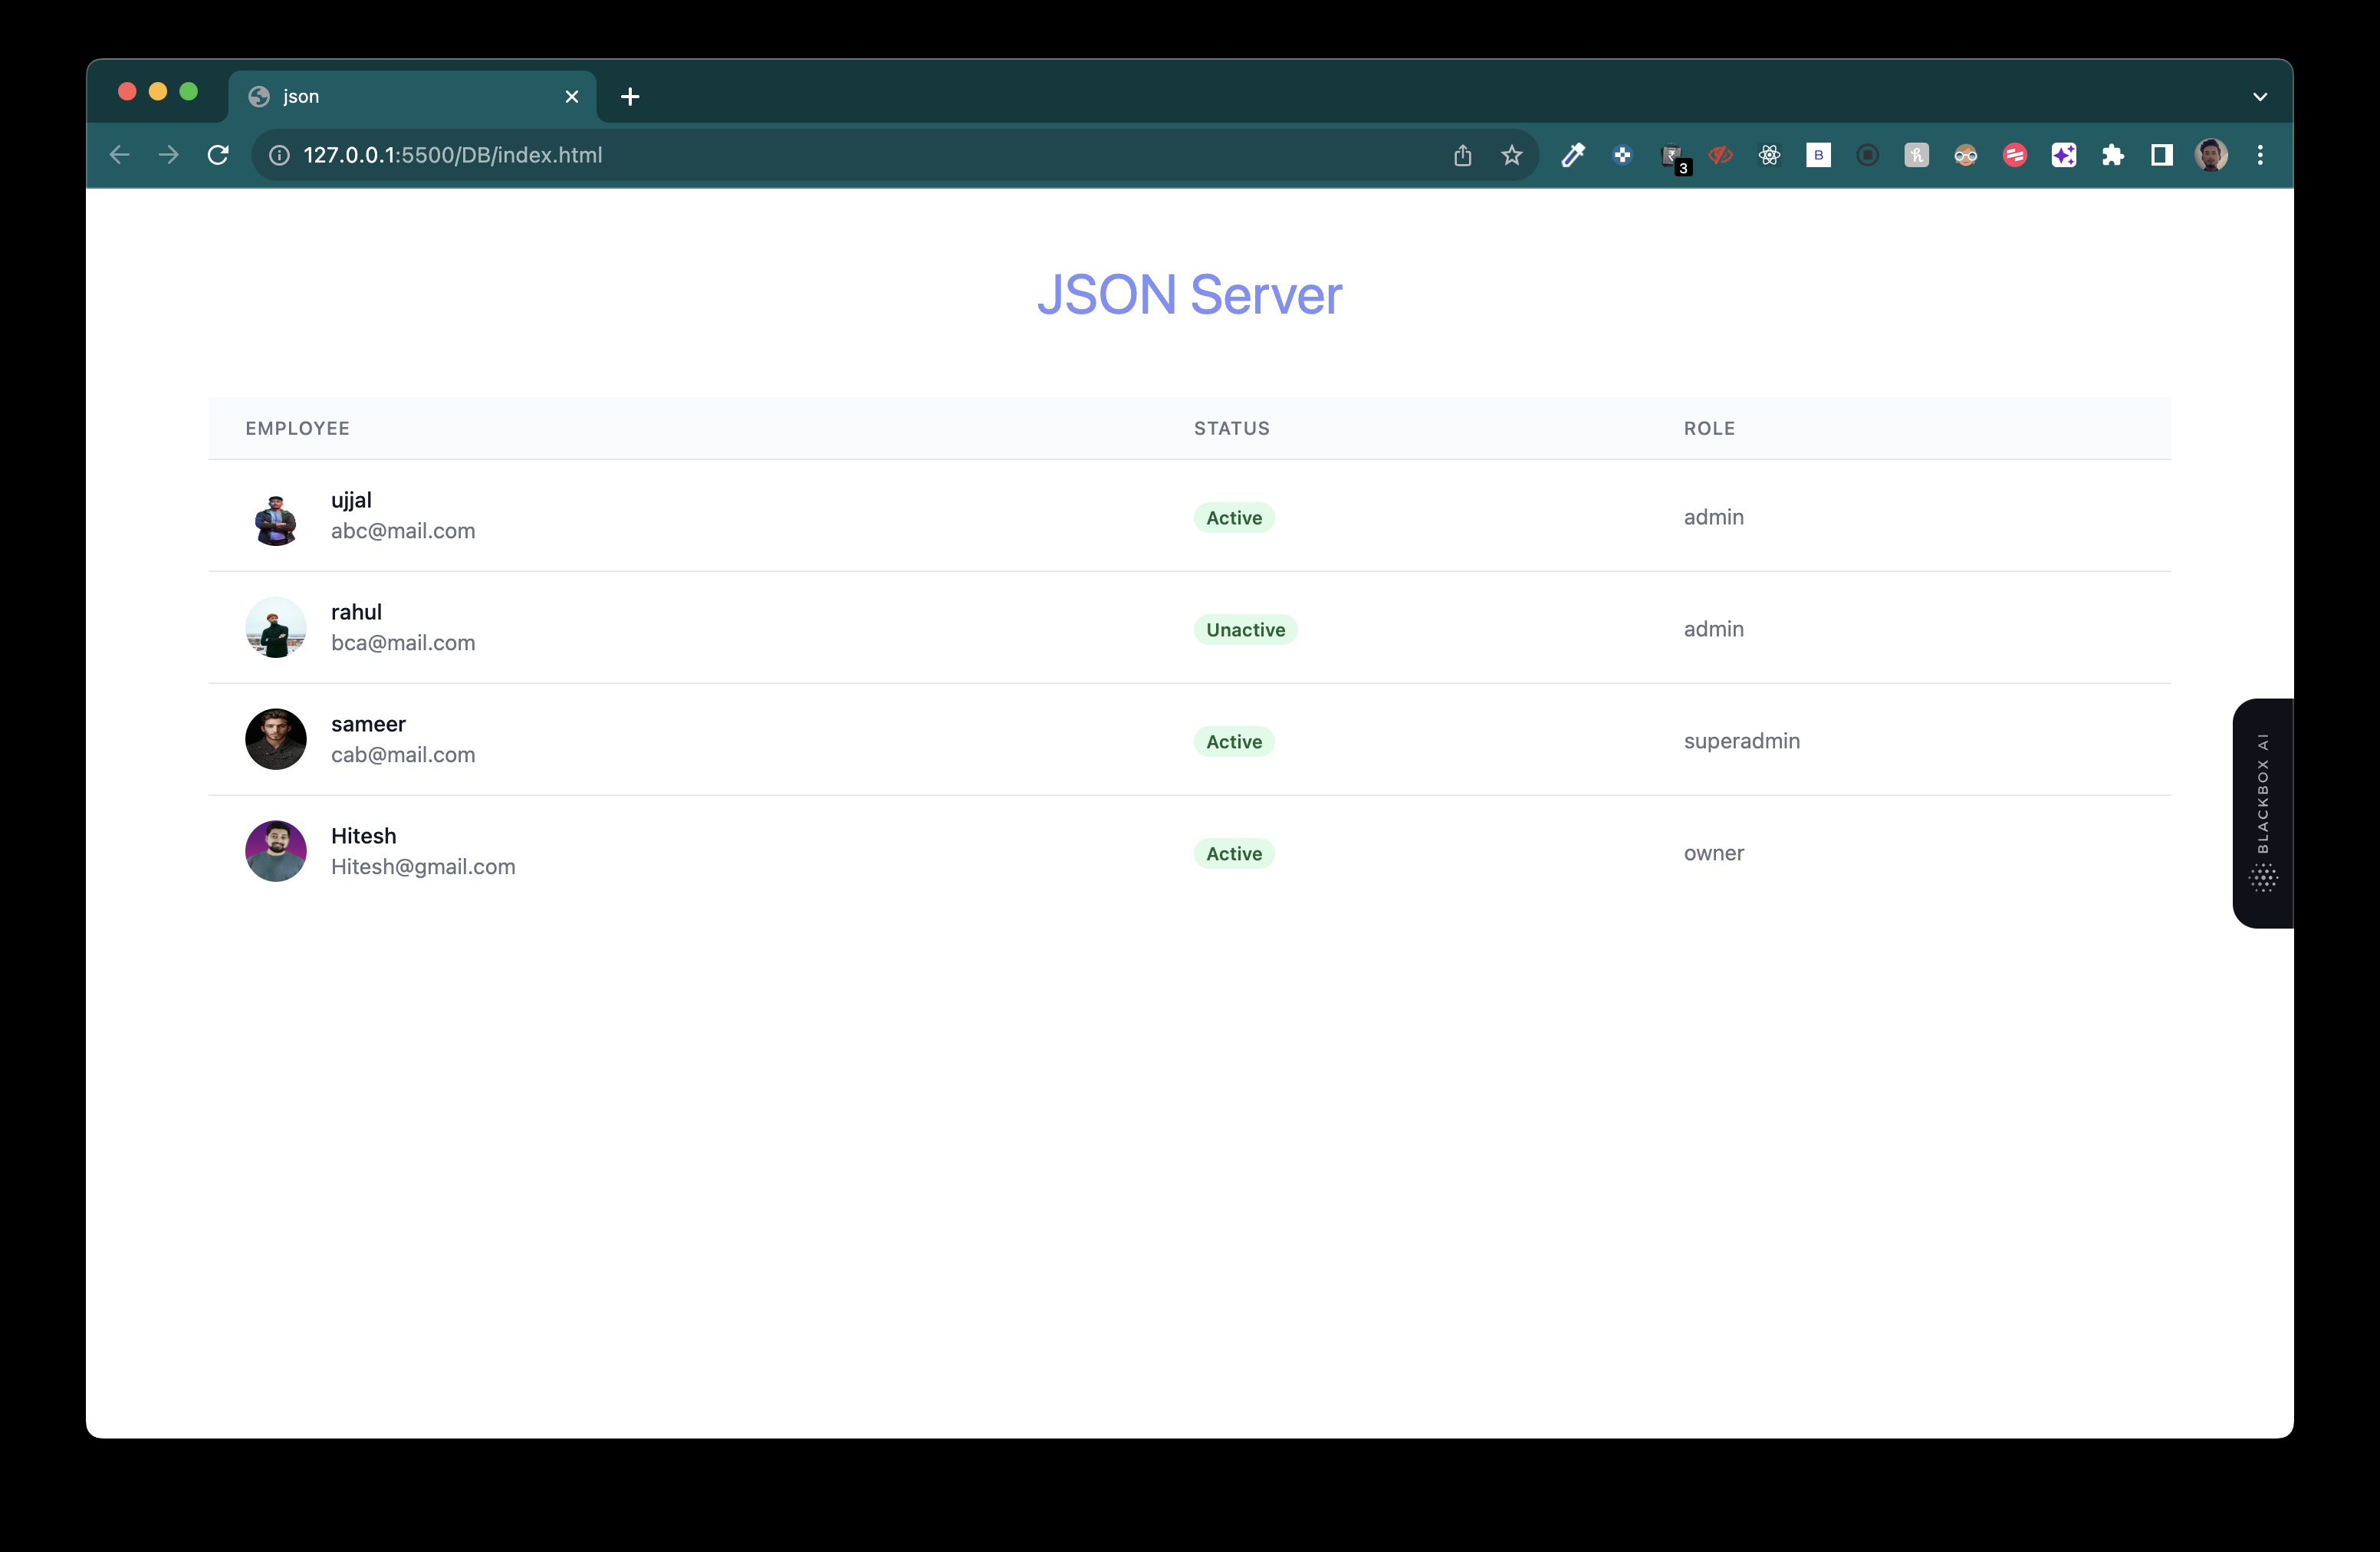 json
127.0.0.1:5500/DB/index.html
3
B
JSON Server
EMPLOYEE STATUS ROLE
ujjal
abc@mail.com
Active
admin
rahul
bca@mail.com
Unactive
admin
sameer
cab@mail.com
Active
superadmin
Hitesh
Hitesh@gmail.com
Active
owner
BLACKBOX AI